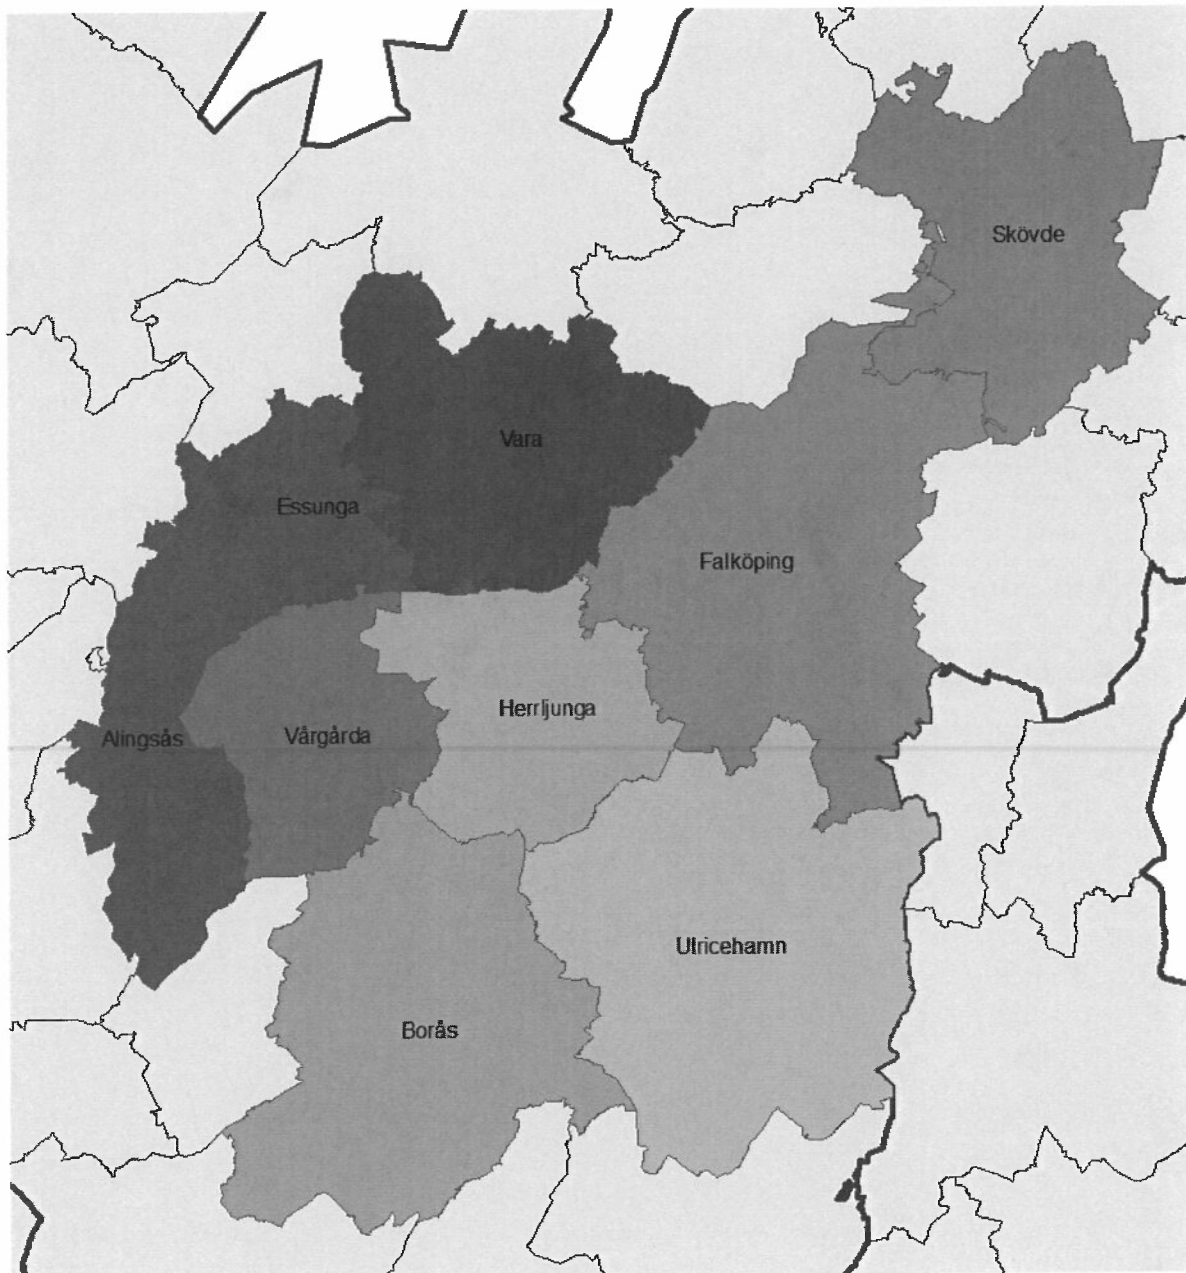 Skövde
Vara
Essunga
Falköping
Herrljunga
Alingsås
Vårgårda
Ulricehamn
Borås